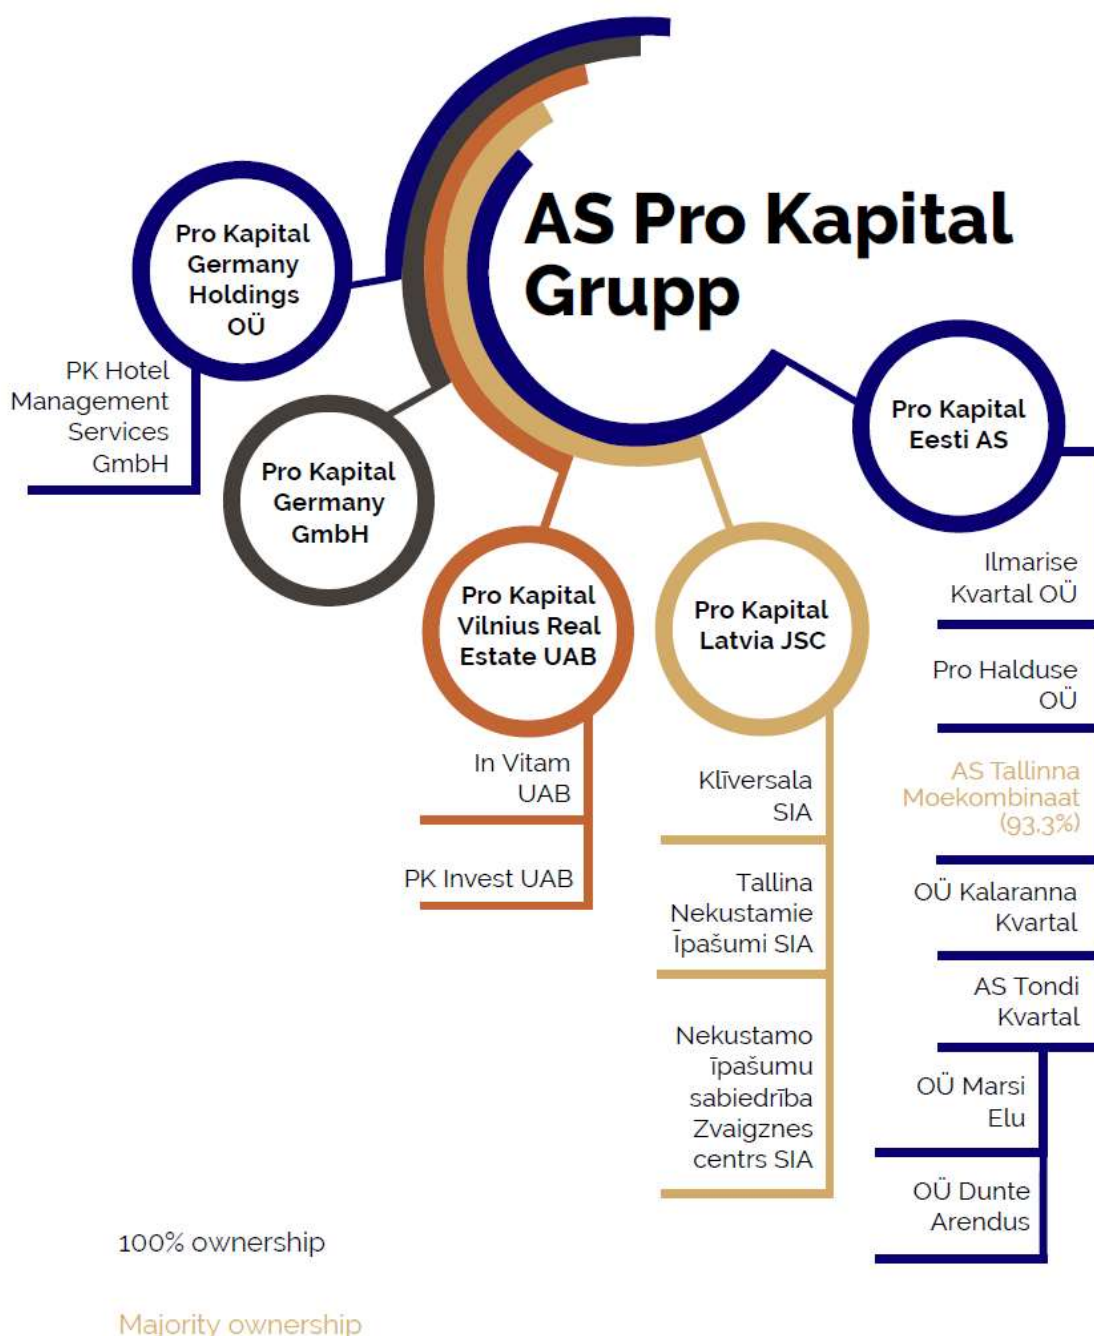 AS Pro Kapital
Grupp
Pro Kapital
Germany
Holdings
OÜ
PK Hotel
Management
Services
GmbH
Pro Kapital
Germany
GmbH
Pro Kapital
Vilnius Real
Estate UAB
In Vitam
UAB
PK Invest UAB
Pro Kapital
Latvia JSC
Klīversala
SIA
Tallina
Nekustamie
Īpašumi SIA
Nekustamo
īpašumu
sabiedrība
Zvaigznes
centrs SIA
Pro Kapital
Eesti AS
Ilmarise
Kvartal OÜ
Pro Halduse
OÜ
AS Tallinna
Moekombinaat
(93,3%)
OÜ Kalaranna
Kvartal
AS Tondi
Kvartal
OÜ Marsi
Elu
OÜ Dunte
Arendus
100% ownership
Majority ownership